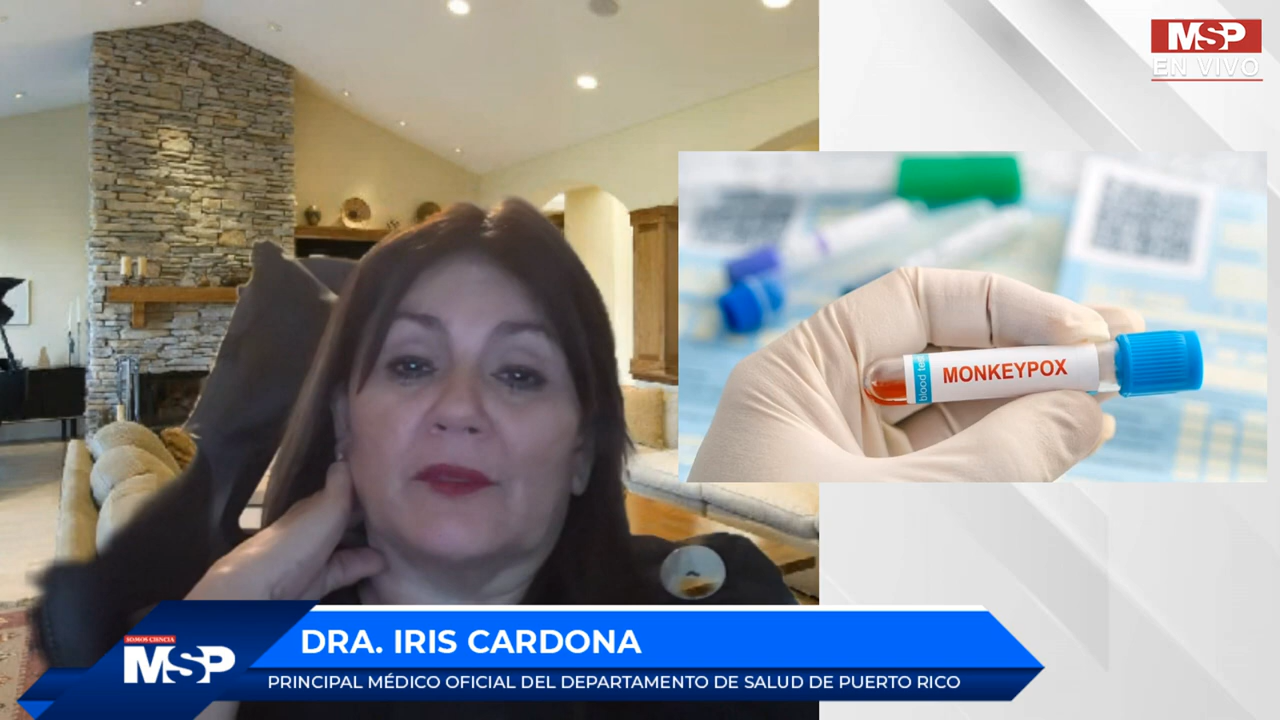 MSP
EN VIVO
blood te
MONKEYPOX
SOMOS CIENCIA
MSP
DRA. IRIS CARDONA
PRINCIPAL MÉDICO OFICIAL DEL DEPARTAMENTO DE SALUD DE PUERTO RICO